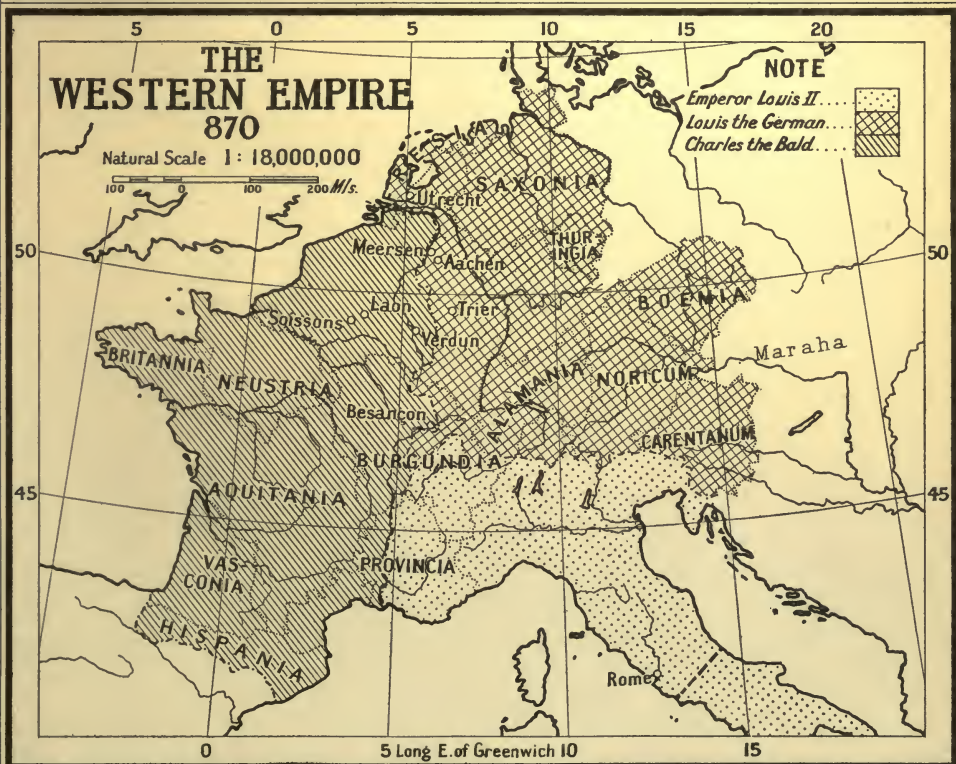 5 0 5 10 15 20
THE
WESTERN EMPIRE
870
Natural Scale 1 : 18,000,000
100 0 100 200 M/s.
NOTE
Emperor Louis II.....
Louis the German....
Charles the Bald.....
FRESIA
SAXONIA
Utrecht
THUR-
INGIA
50
50
Meersen
Aachen
BOEMIA
Laon
Trier
Soissons
Verdun
Maraha
BRITANNIA
NEUSTRIA
ALAMANIA
NORICUM
Besancon
CARENTANUM
BURGUNDIA
45
45
AQUITANIA
VAS-
CONIA
PROVINCIA
HISPANIA
Rome
0 5 Long E. of Greenwich 10 15